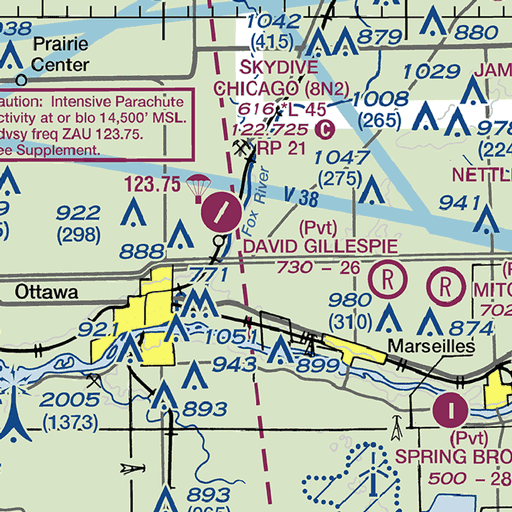 938
Prairie
Center
1042
(415)
879
880
1029
SKYDIVE
CHICAGO (8N2)
616 *L 45
122.725 C
RP 21
JAM
1008
(265)
978
(224
aution: Intensive Parachute
ctivity at or blo 14,500' MSL.
dvsy freq ZAU 123.75.
ee Supplement.
1047
(275)
NETTL
123.75
V 38
Fox River
941
922
(298)
888
(Pvt)
DAVID GILLESPIE
730 - 26
R
R
MITC
702
771
Ottawa
980
(310)
874
921
105
943
899
Marseilles
2005
(1373)
893
I
(Pvt)
SPRING BRO
500 - 28
893